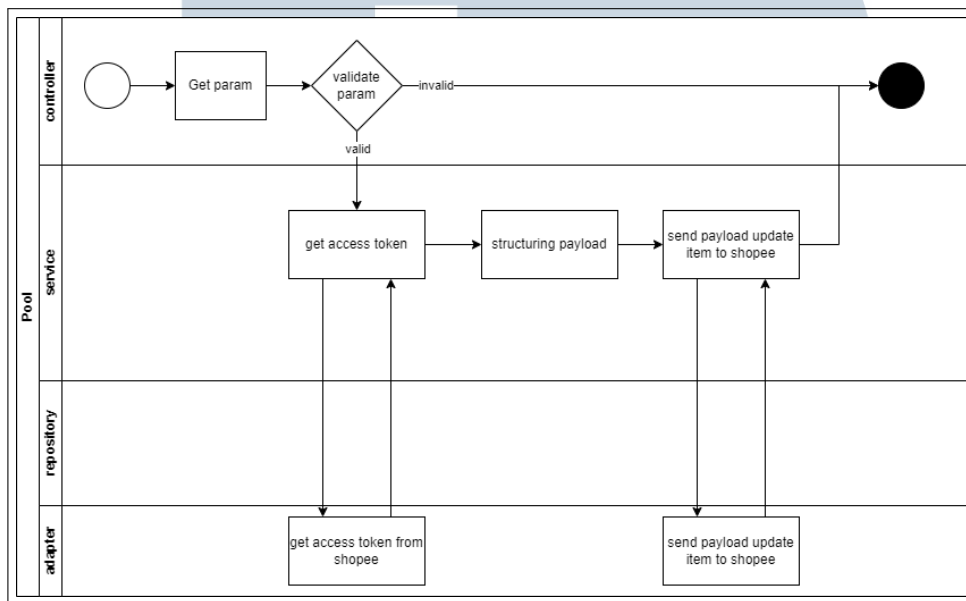 Pool
controller
Get param
validate
param
invalid
valid
service
get access token
structuring payload
send payload update
item to shopee
repository
adapter
get access token from
shopee
send payload update
item to shopee